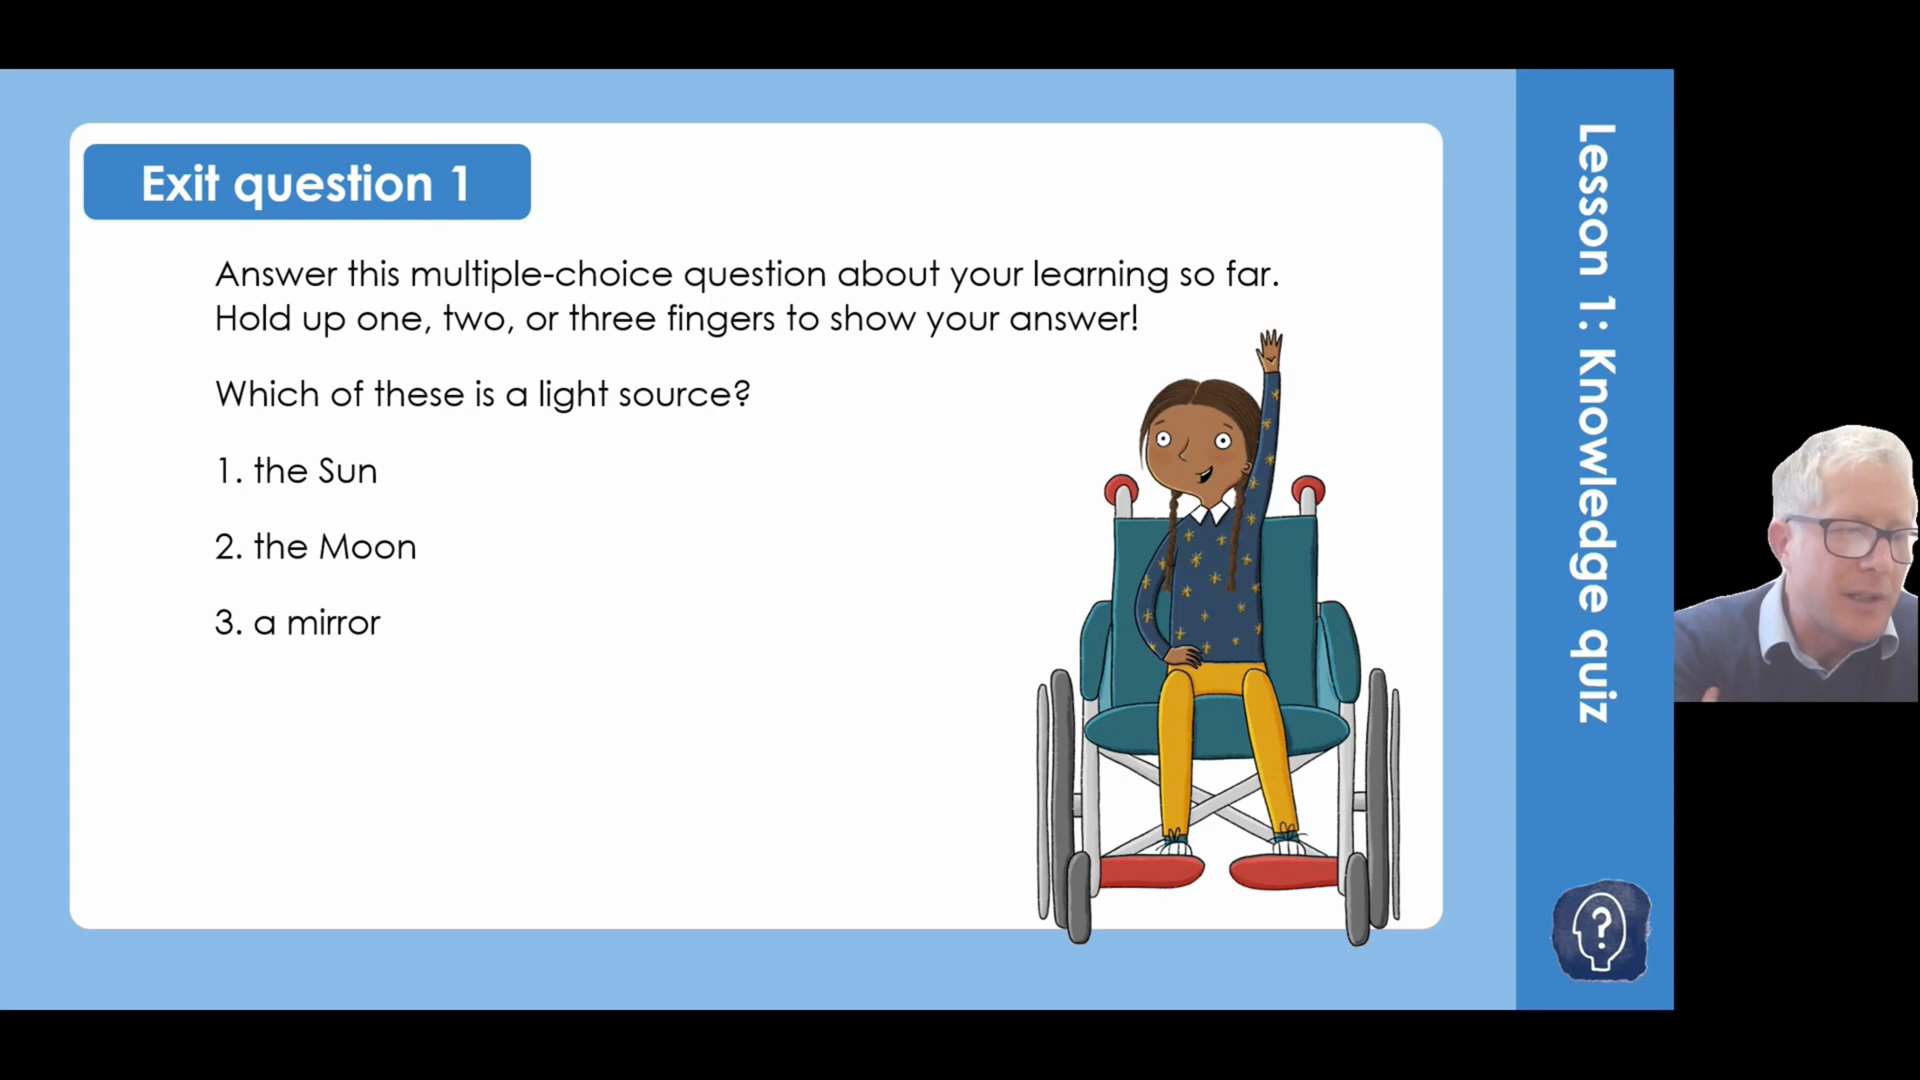 Exit question 1
Answer this multiple-choice question about your learning so far.
Hold up one, two, or three fingers to show your answer!
Which of these is a light source?
1. the Sun
2. the Moon
3. a mirror
Lesson 1: Knowledge quiz
?